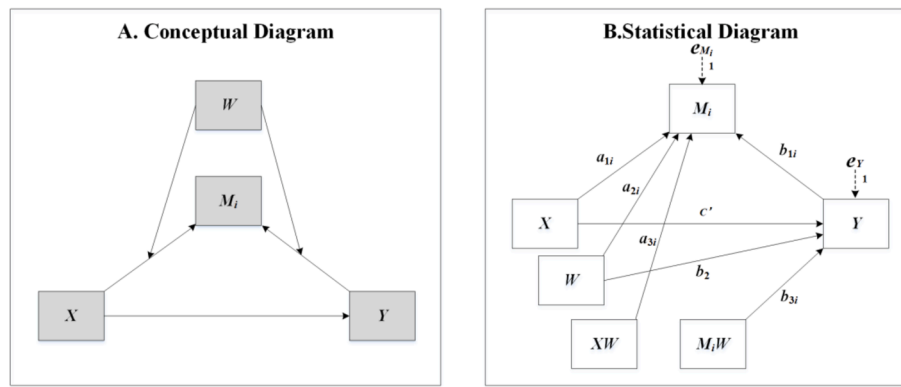 A. Conceptual Diagram
W
Mi
X
Y
B.Statistical Diagram
eMi
1
Mi
a1i
b1i
eY
1
a2i
X
c'
Y
a3i
W
b2
b3i
XW
MiW